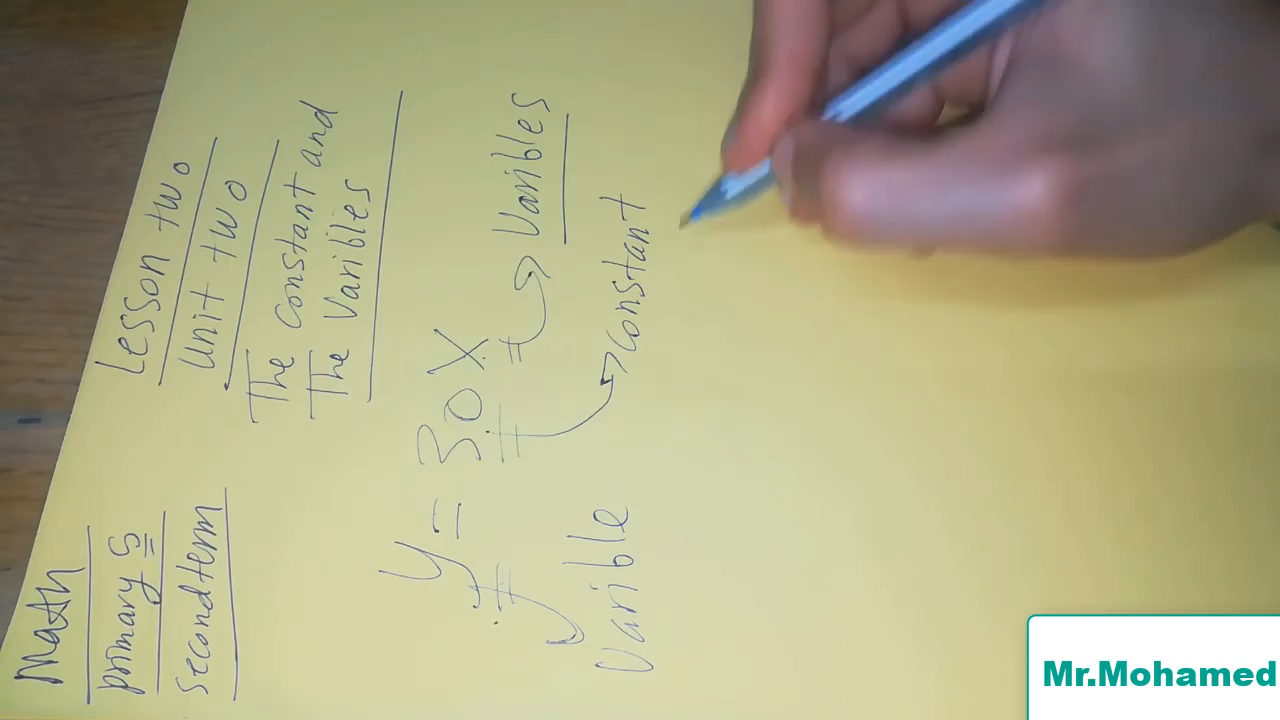 Math
primary 5
second term
Lesson two
unit two
The constant and
The Varibles
y = 30X
Varibles
constant
Varible
Mr.Mohamed